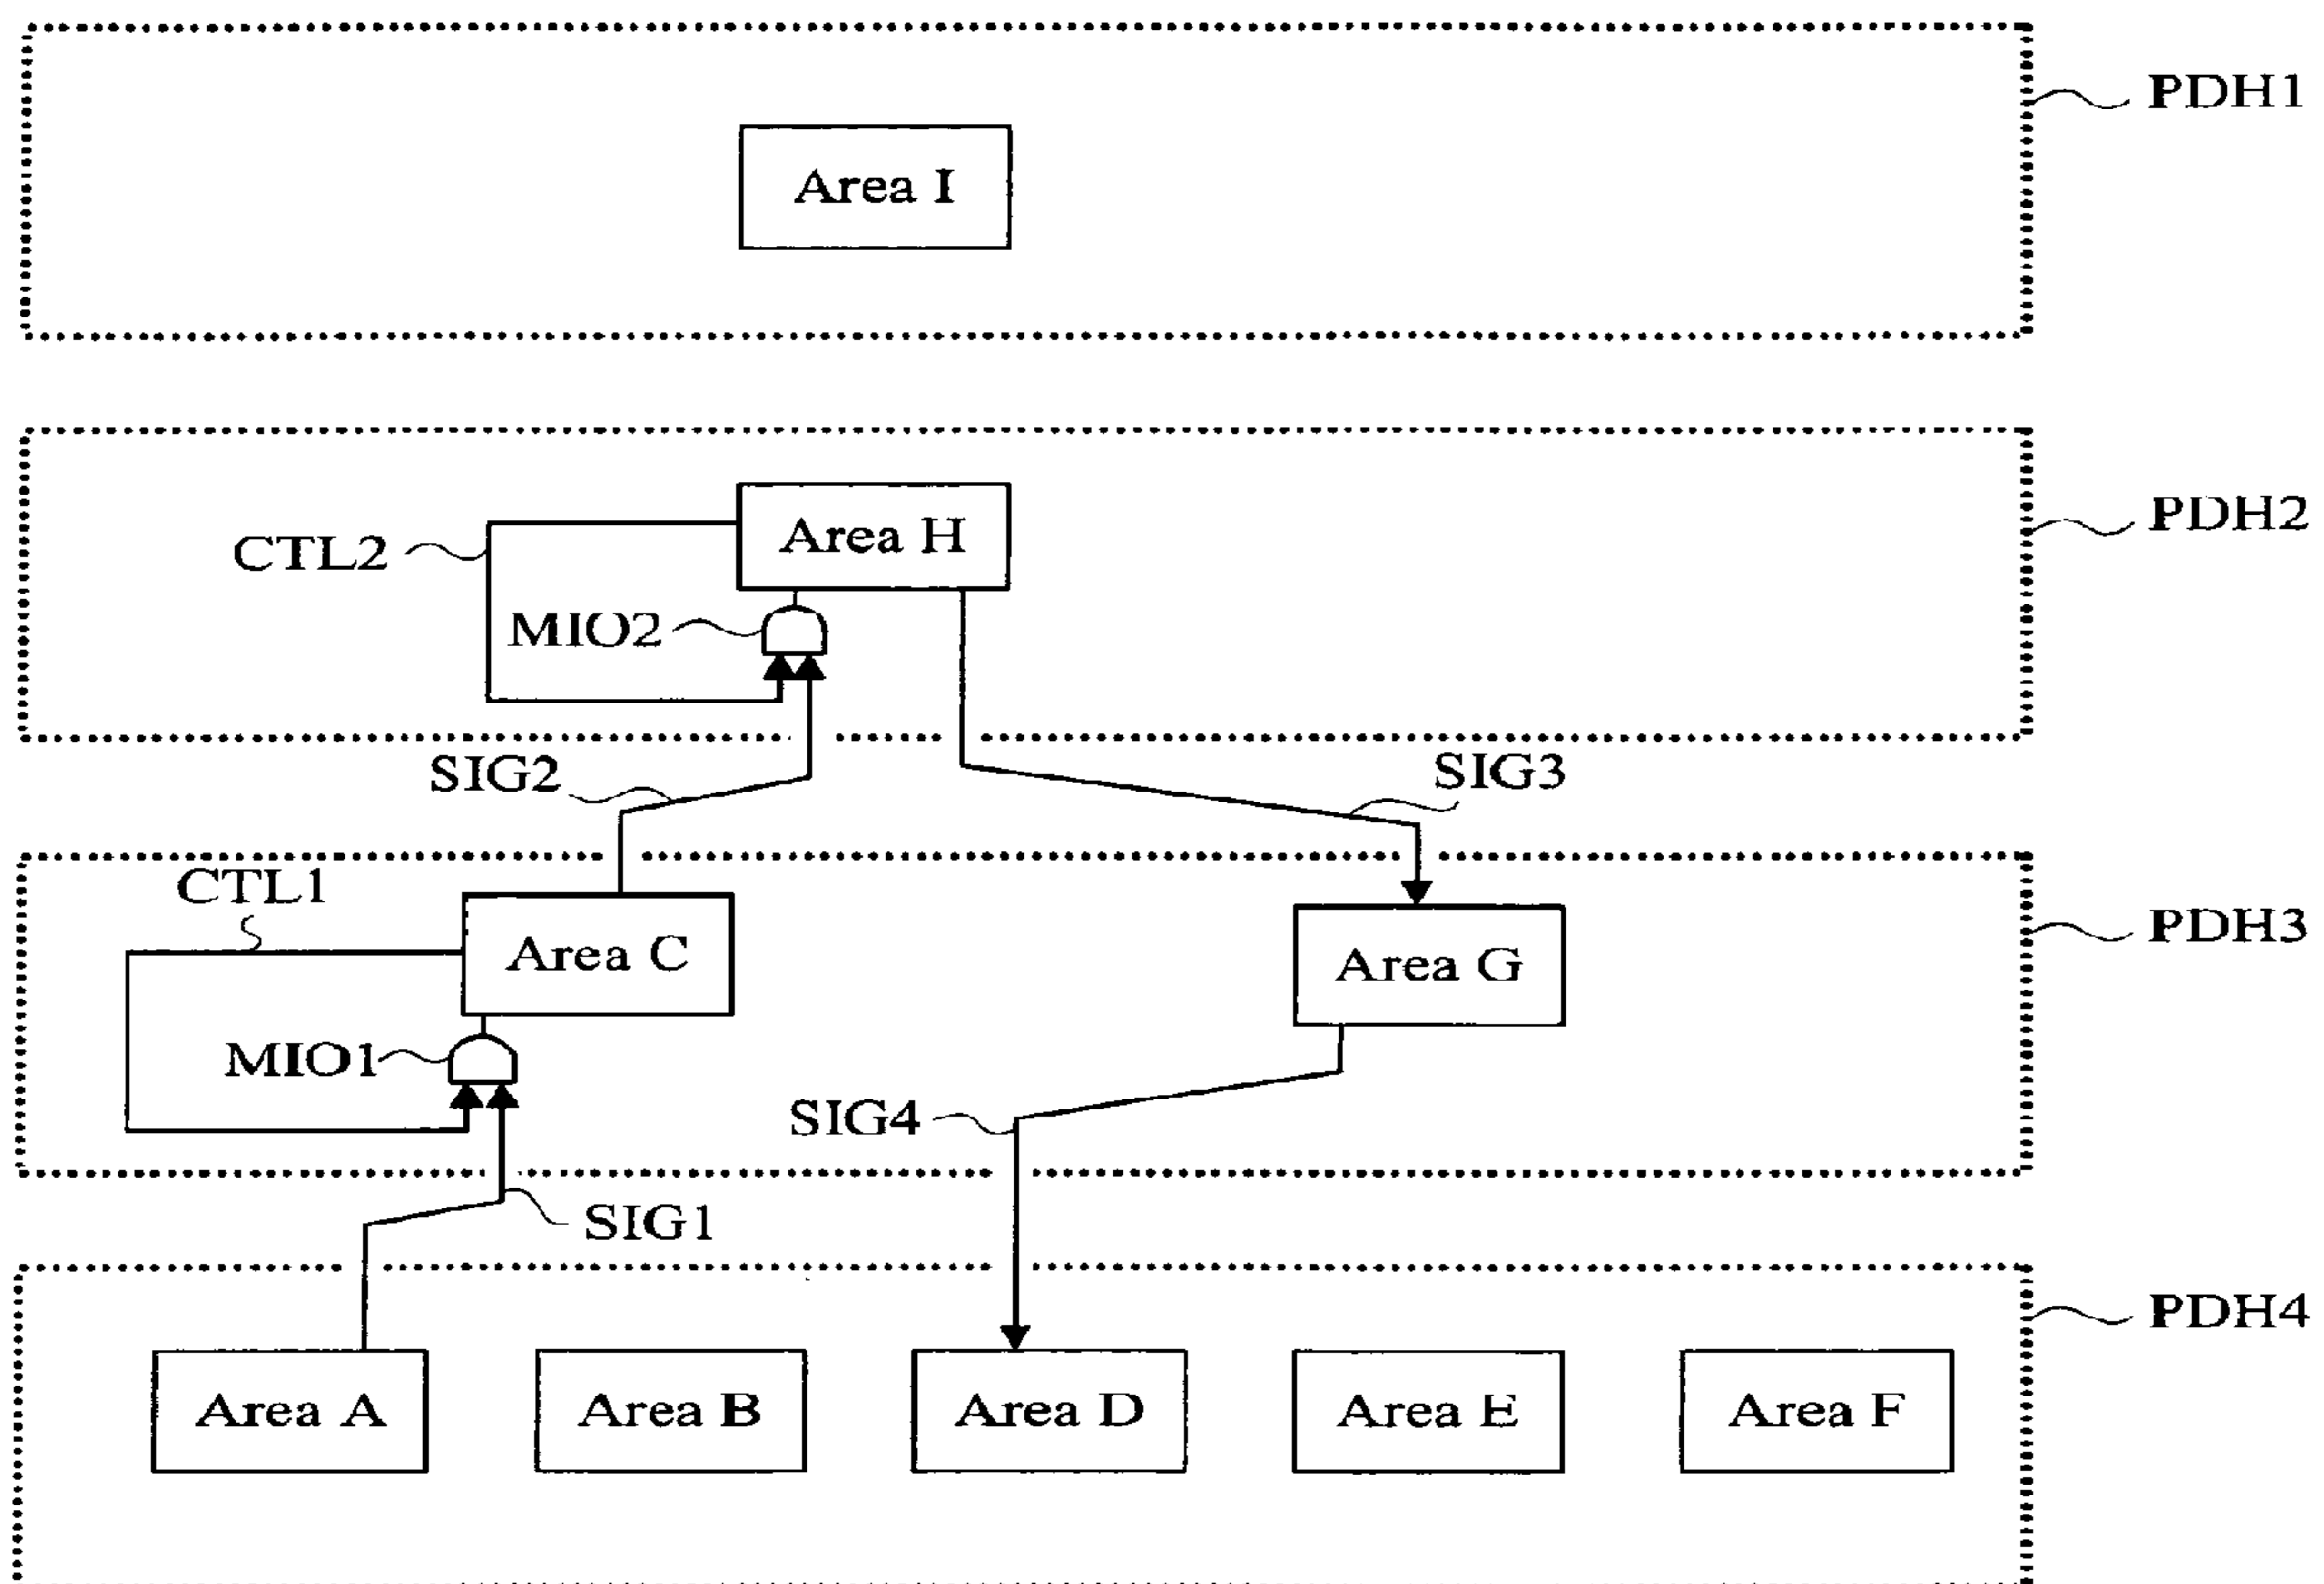 PDH1
Area I
PDH2
Area H
CTL2
MIO2
SIG2
SIG3
CTL1
Area C
PDH3
Area G
MIO1
SIG4
SIG1
PDH4
Area A
Area B
Area D
Area E
Area F